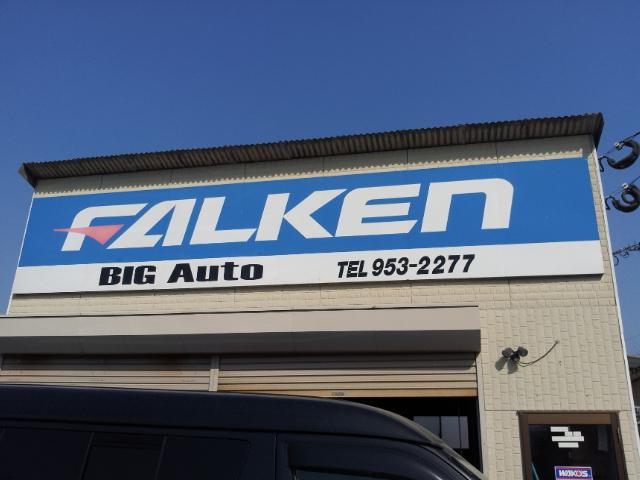 FALKEN
BIG Auto TEL 953-2277
WAKO'S